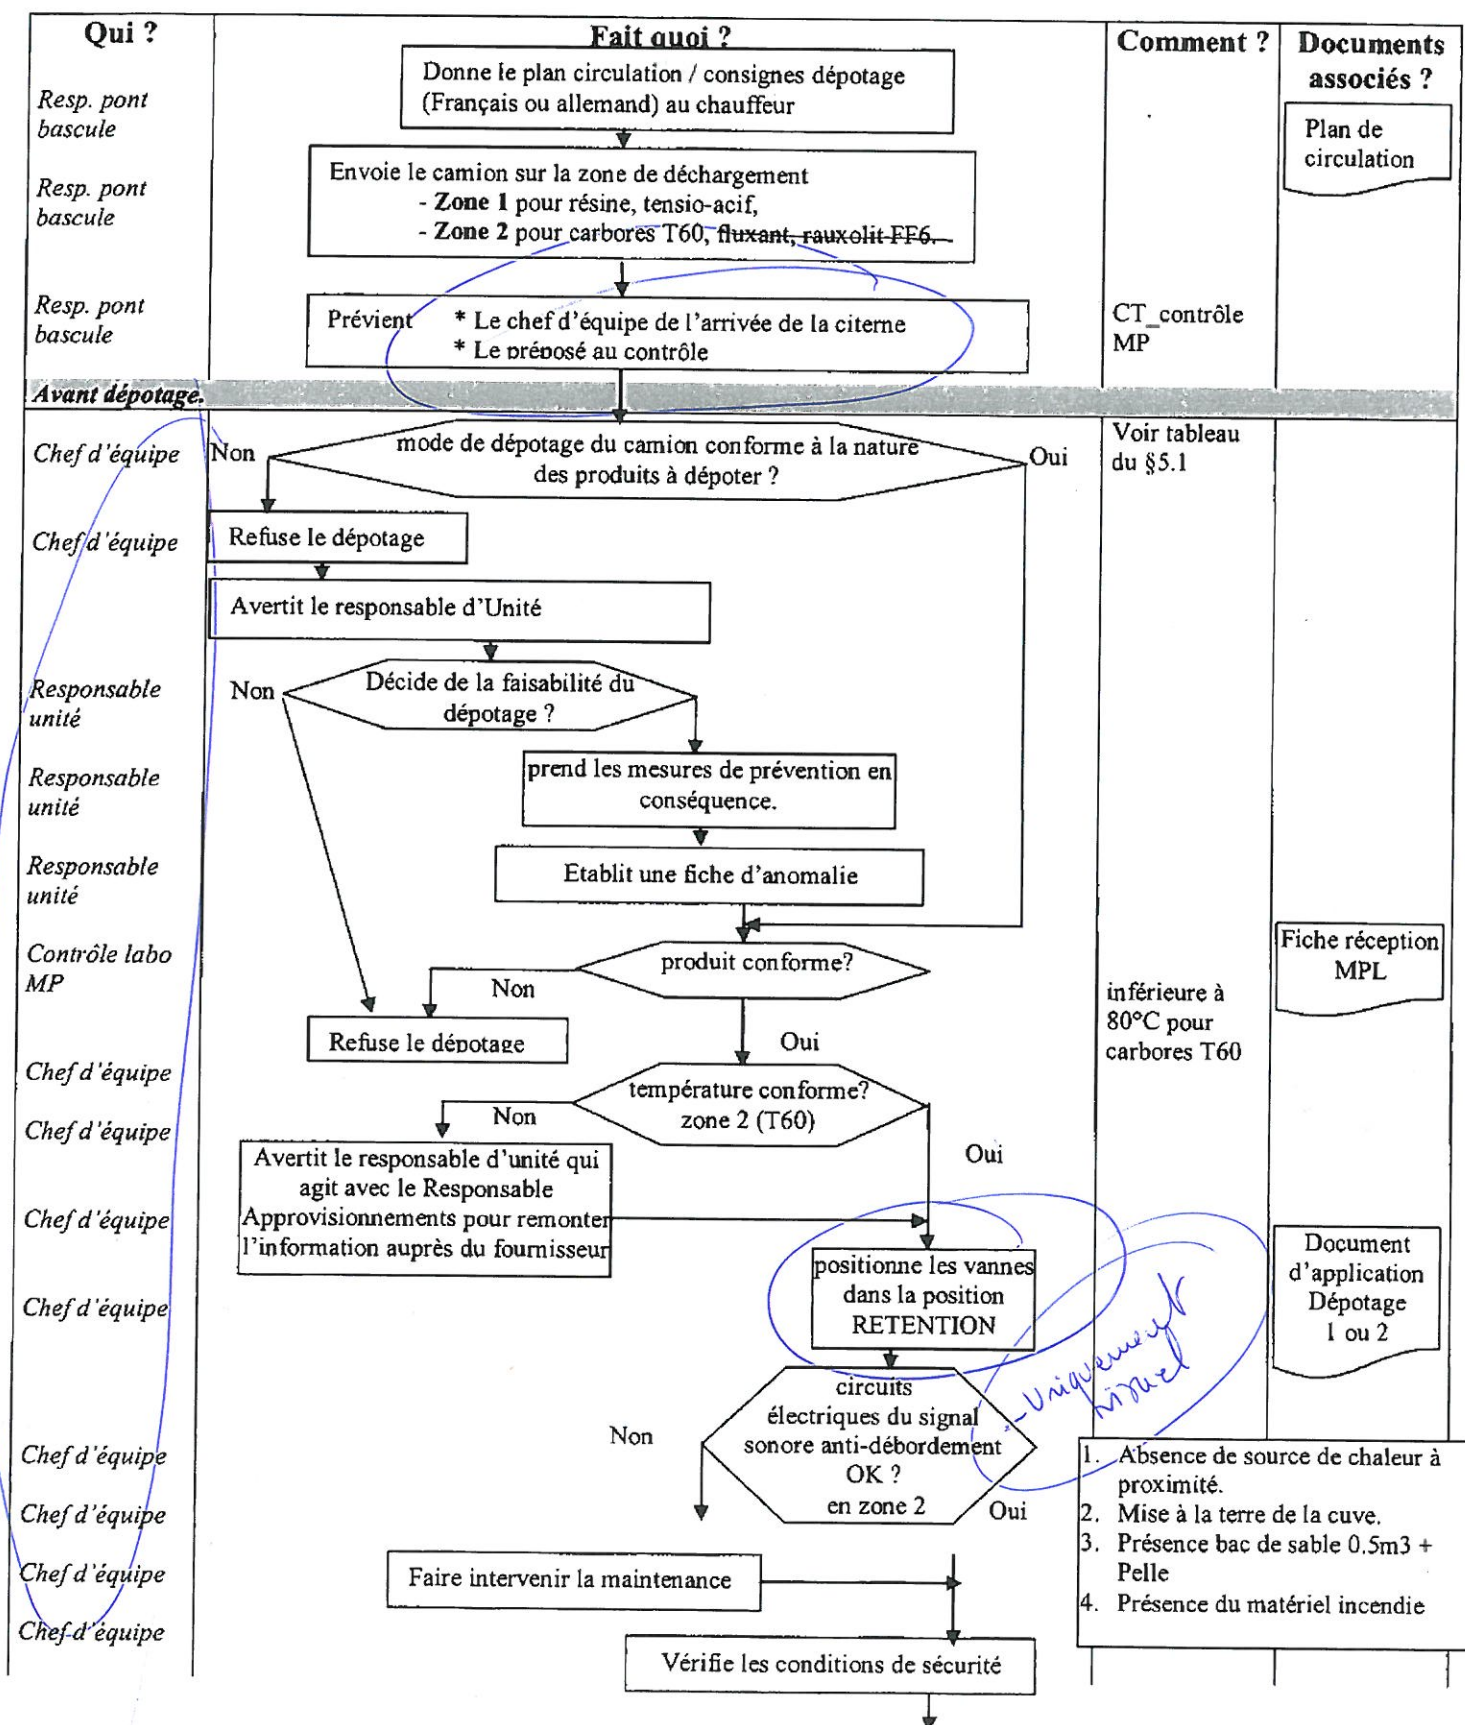 Qui ?
Fait quoi ?
Comment ?
Documents
associés ?
Resp. pont
bascule
Donne le plan circulation / consignes dépotage
(Français ou allemand) au chauffeur
Plan de
circulation
Resp. pont
bascule
Envoie le camion sur la zone de déchargement
- Zone 1 pour résine, tensio-acif,
- Zone 2 pour carbores T60, fluxant, rauxolit FF6.
Resp. pont
bascule
Prévient * Le chef d'équipe de l'arrivée de la citerne
* Le préposé au contrôle
CT_contrôle
MP
Avant dépotage.
Chef d'équipe
Non
mode de dépotage du camion conforme à la nature
des produits à dépoter ?
Oui
Voir tableau
du §5.1
Chef d'équipe
Refuse le dépotage
Avertit le responsable d'Unité
Responsable
unité
Non
Décide de la faisabilité du
dépotage ?
Responsable
unité
prend les mesures de prévention en
conséquence.
Responsable
unité
Etablit une fiche d'anomalie
Contrôle labo
MP
produit conforme?
Non
Oui
Fiche réception
MPL
Refuse le dépotage
inférieure à
80°C pour
carbores T60
Chef d'équipe
température conforme?
zone 2 (T60)
Non
Oui
Chef d'équipe
Avertit le responsable d'unité qui
agit avec le Responsable
Approvisionnements pour remonter
l'information auprès du fournisseur
Chef d'équipe
positionne les vannes
dans la position
RETENTION
Document
d'application
Dépotage
1 ou 2
Chef d'équipe
- Uniquement
visuel
circuits
électriques du signal
sonore anti-débordement
OK ?
en zone 2
Non
Oui
Chef d'équipe
Chef d'équipe
1. Absence de source de chaleur à
proximité.
2. Mise à la terre de la cuve.
3. Présence bac de sable 0.5m3 +
Pelle
4. Présence du matériel incendie
Chef d'équipe
Faire intervenir la maintenance
Chef d'équipe
Vérifie les conditions de sécurité